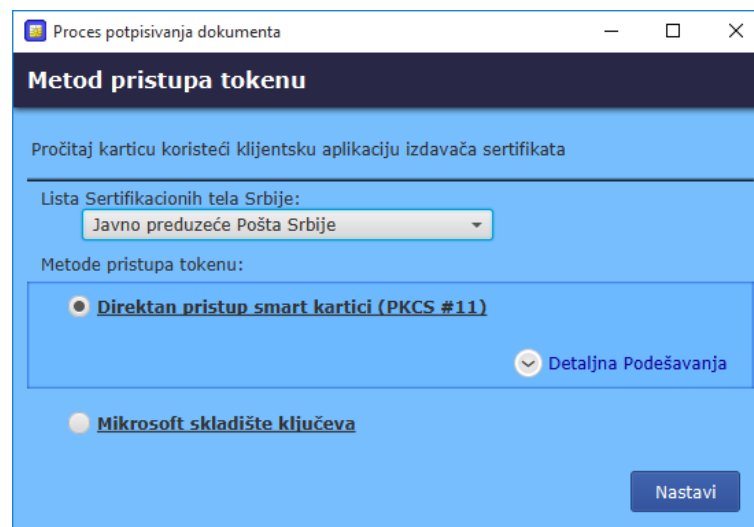 Proces potpisivanja dokumenta
Metod pristupa tokenu
Pročitaj karticu koristeći klijentsku aplikaciju izdavača sertifikata
Lista Sertifikacionih tela Srbije:
Javno preduzeće Pošta Srbije
Metode pristupa tokenu:
Direktan pristup smart kartici (PKCS #11)
Detaljna Podešavanja
Mikrosoft skladište ključeva
Nastavi